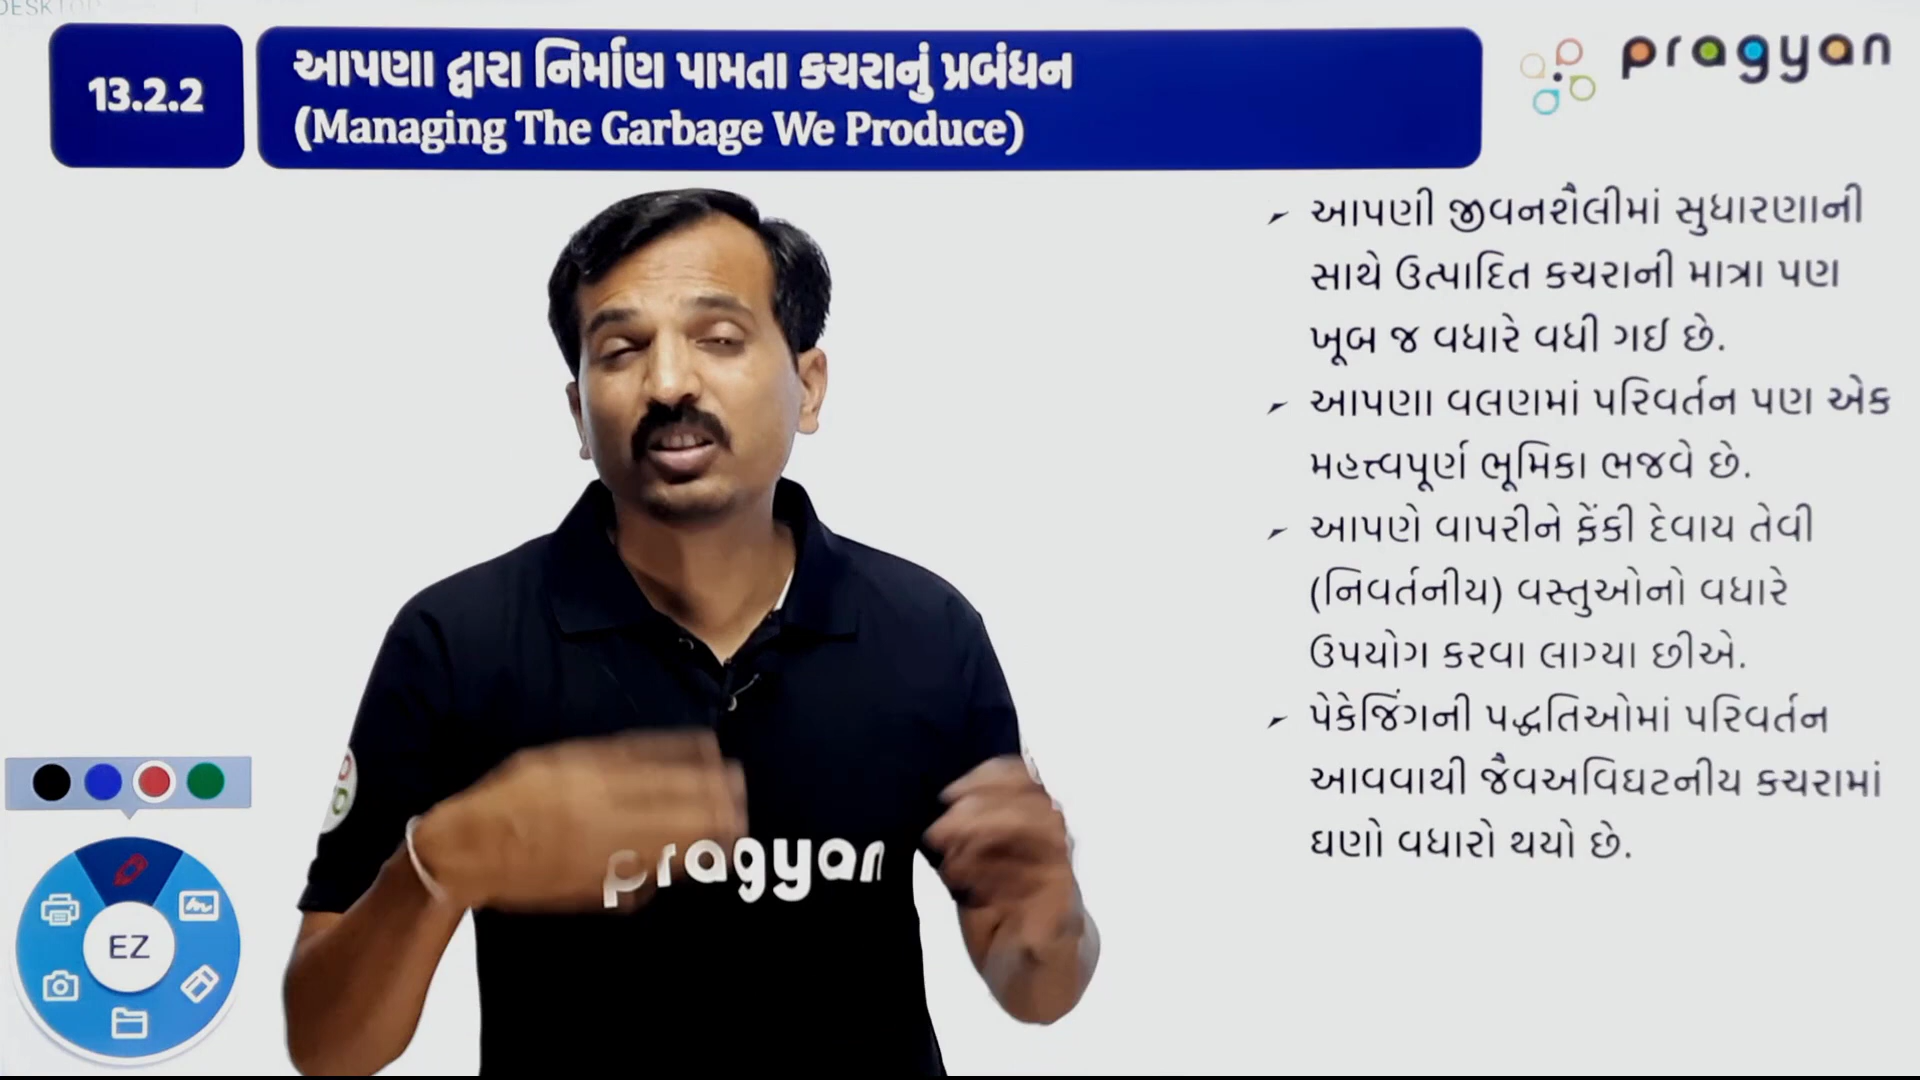 DESKTOP
13.2.2
આપણા દ્વારા નિર્માણ પામતા કચરાનું પ્રબંધન
(Managing The Garbage We Produce)
pragyan
➢ આપણી જીવનશૈલીમાં સુધારણાની
સાથે ઉત્પાદિત કચરાની માત્રા પણ
ખૂબ જ વધારે વધી ગઈ છે.
➢ આપણા વલણમાં પરિવર્તન પણ એક
મહત્ત્વપૂર્ણ ભૂમિકા ભજવે છે.
➢ આપણે વાપરીને ફેંકી દેવાય તેવી
(નિવર્તનીય) વસ્તુઓનો વધારે
ઉપયોગ કરવા લાગ્યા છીએ.
➢ પેકેજિંગની પદ્ધતિઓમાં પરિવર્તન
આવવાથી જૈવઅવિઘટનીય કચરામાં
ઘણો વધારો થયો છે.
pragyan
EZ